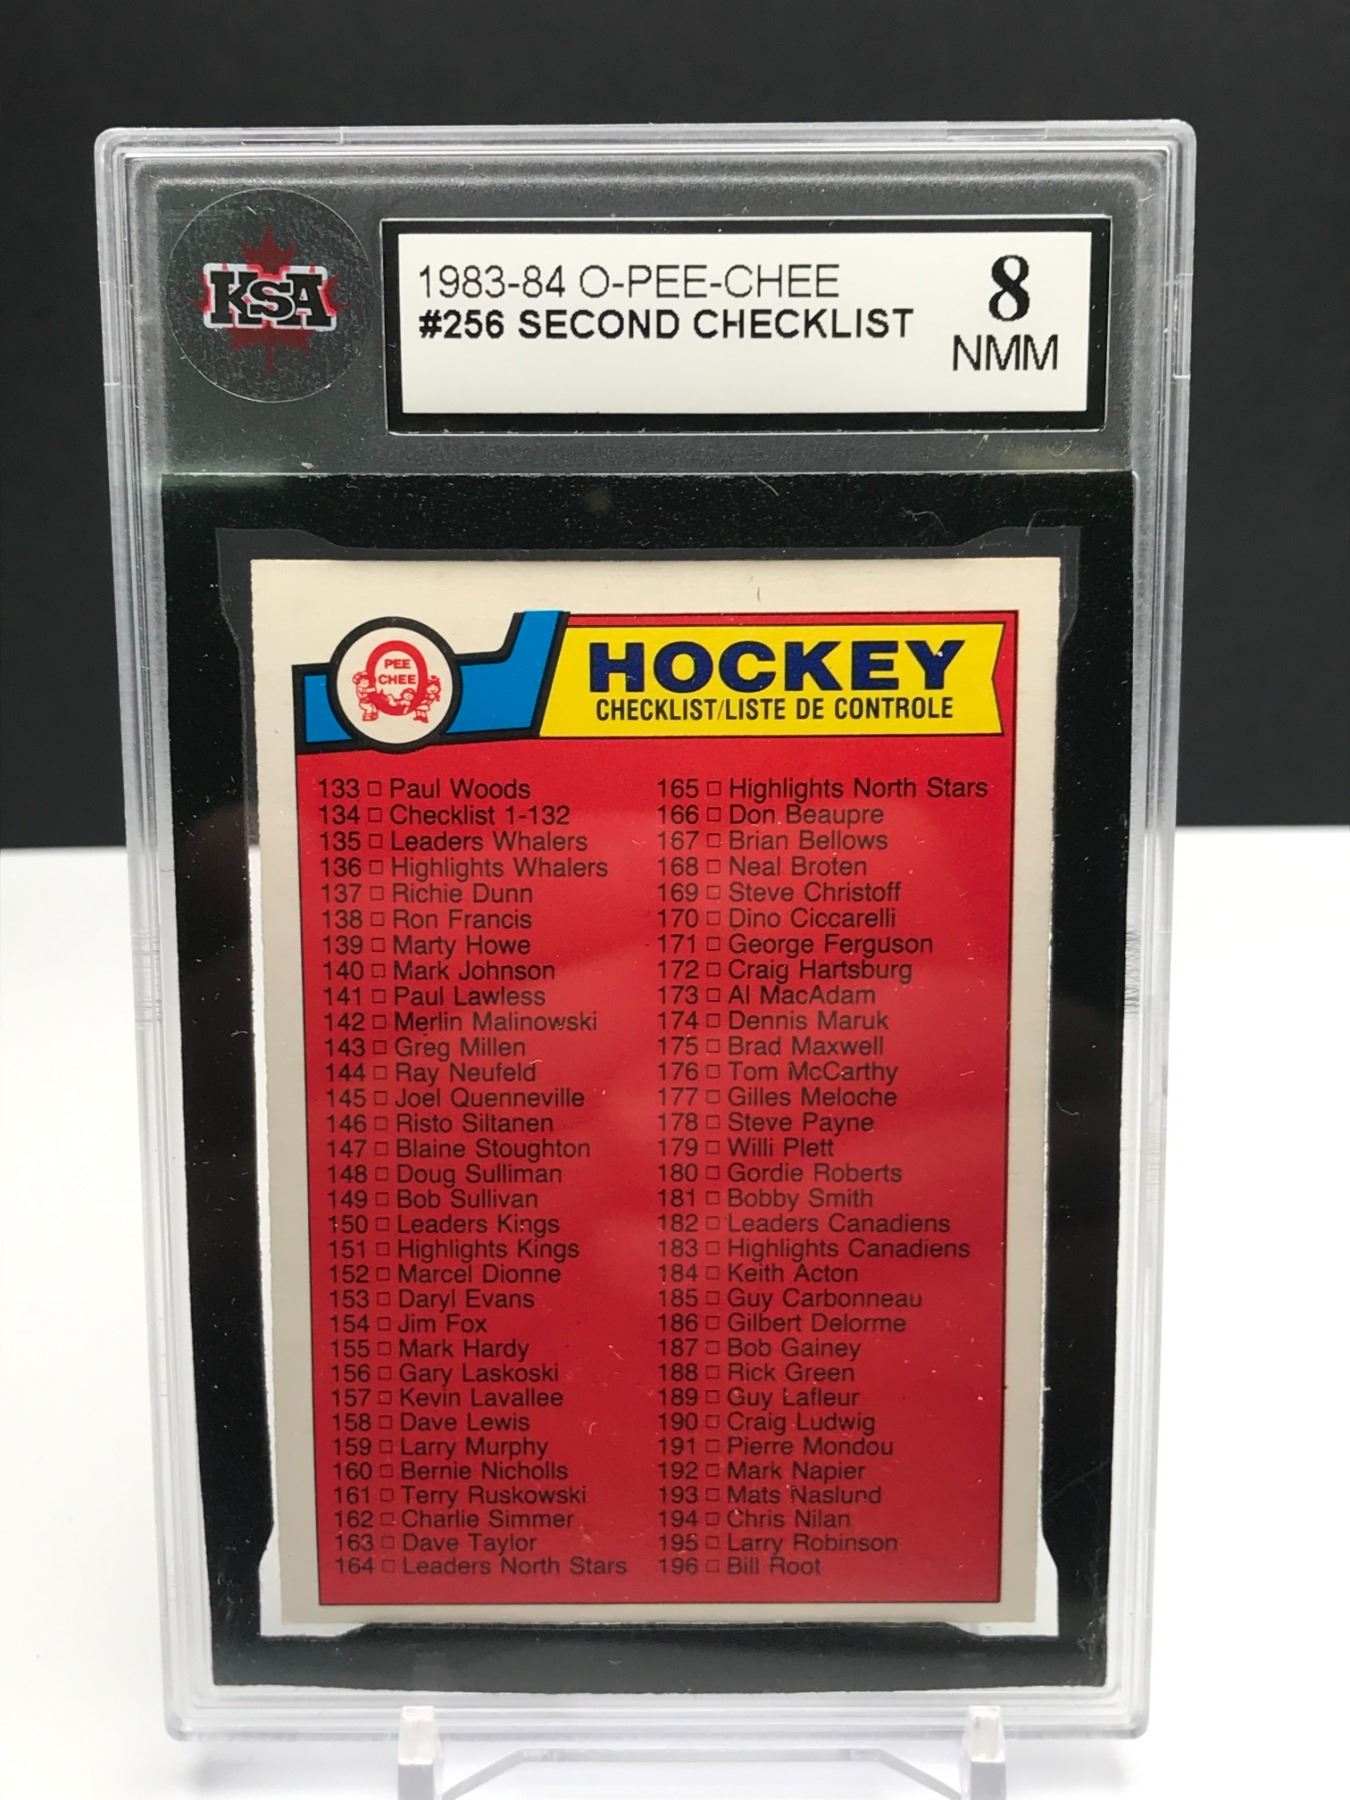 KSA
1983-84 O-PEE-CHEE
#256 SECOND CHECKLIST
8
NMM
PEE
CHEE
HOCKEY
CHECKLIST/LISTE DE CONTROLE
133 □ Paul Woods
134 □ Checklist 1-132
135 □ Leaders Whalers
136 □ Highlights Whalers
137 □ Richie Dunn
138 □ Ron Francis
139 □ Marty Howe
140 □ Mark Johnson
141 □ Paul Lawless
142 □ Merlin Malinowski
143 □ Greg Millen
144 □ Ray Neufeld
145 □ Joel Quenneville
146 □ Risto Siltanen
147 □ Blaine Stoughton
148 □ Doug Sulliman
149 □ Bob Sullivan
150 □ Leaders Kings
151 □ Highlights Kings
152 □ Marcel Dionne
153 □ Daryl Evans
154 □ Jim Fox
155 □ Mark Hardy
156 □ Gary Laskoski
157 □ Kevin Lavallee
158 □ Dave Lewis
159 □ Larry Murphy
160 □ Bernie Nicholls
161 □ Terry Ruskowski
162 □ Charlie Simmer
163 □ Dave Taylor
164 □ Leaders North Stars
165 □ Highlights North Stars
166 □ Don Beaupre
167 □ Brian Bellows
168 □ Neal Broten
169 □ Steve Christoff
170 □ Dino Ciccarelli
171 □ George Ferguson
172 □ Craig Hartsburg
173 □ Al MacAdam
174 □ Dennis Maruk
175 □ Brad Maxwell
176 □ Tom McCarthy
177 □ Gilles Meloche
178 □ Steve Payne
179 □ Willi Plett
180 □ Gordie Roberts
181 □ Bobby Smith
182 □ Leaders Canadiens
183 □ Highlights Canadiens
184 □ Keith Acton
185 □ Guy Carbonneau
186 □ Gilbert Delorme
187 □ Bob Gainey
188 □ Rick Green
189 □ Guy Lafleur
190 □ Craig Ludwig
191 □ Pierre Mondou
192 □ Mark Napier
193 □ Mats Naslund
194 □ Chris Nilan
195 □ Larry Robinson
196 □ Bill Root